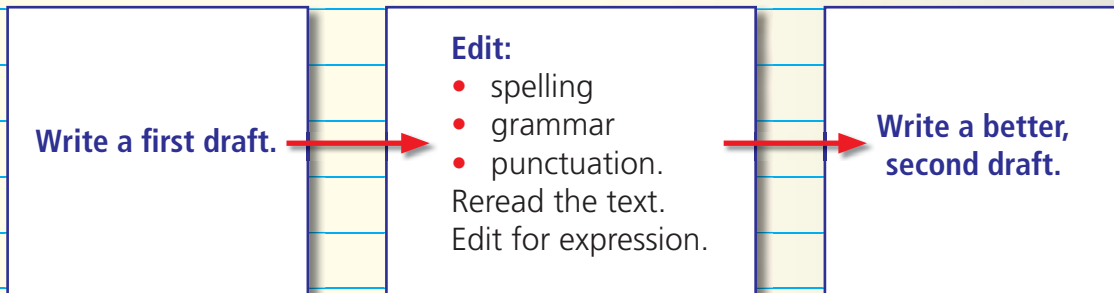 Write a first draft.
Edit:
• spelling
• grammar
• punctuation.
Reread the text.
Edit for expression.
Write a better,
second draft.